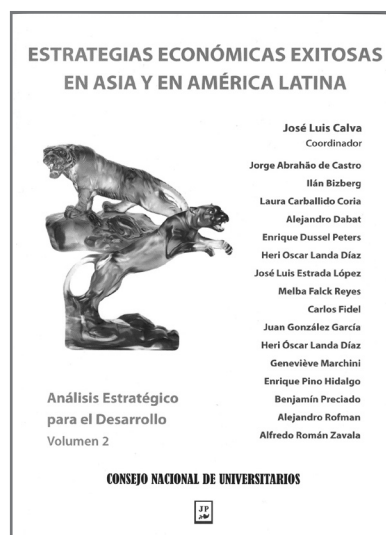 ESTRATEGIAS ECONÓMICAS EXITOSAS
EN ASIA Y EN AMÉRICA LATINA
José Luis Calva
Coordinador
Jorge Abrahão de Castro
Ilán Bizberg
Laura Carballido Coria
Alejandro Dabat
Enrique Dussel Peters
Heri Oscar Landa Díaz
José Luis Estrada López
Melba Falck Reyes
Carlos Fidel
Juan González García
Heri Óscar Landa Díaz
Geneviève Marchini
Enrique Pino Hidalgo
Benjamín Preciado
Alejandro Rofman
Alfredo Román Zavala
Análisis Estratégico
para el Desarrollo
Volumen 2
CONSEJO NACIONAL DE UNIVERSITARIOS
JP